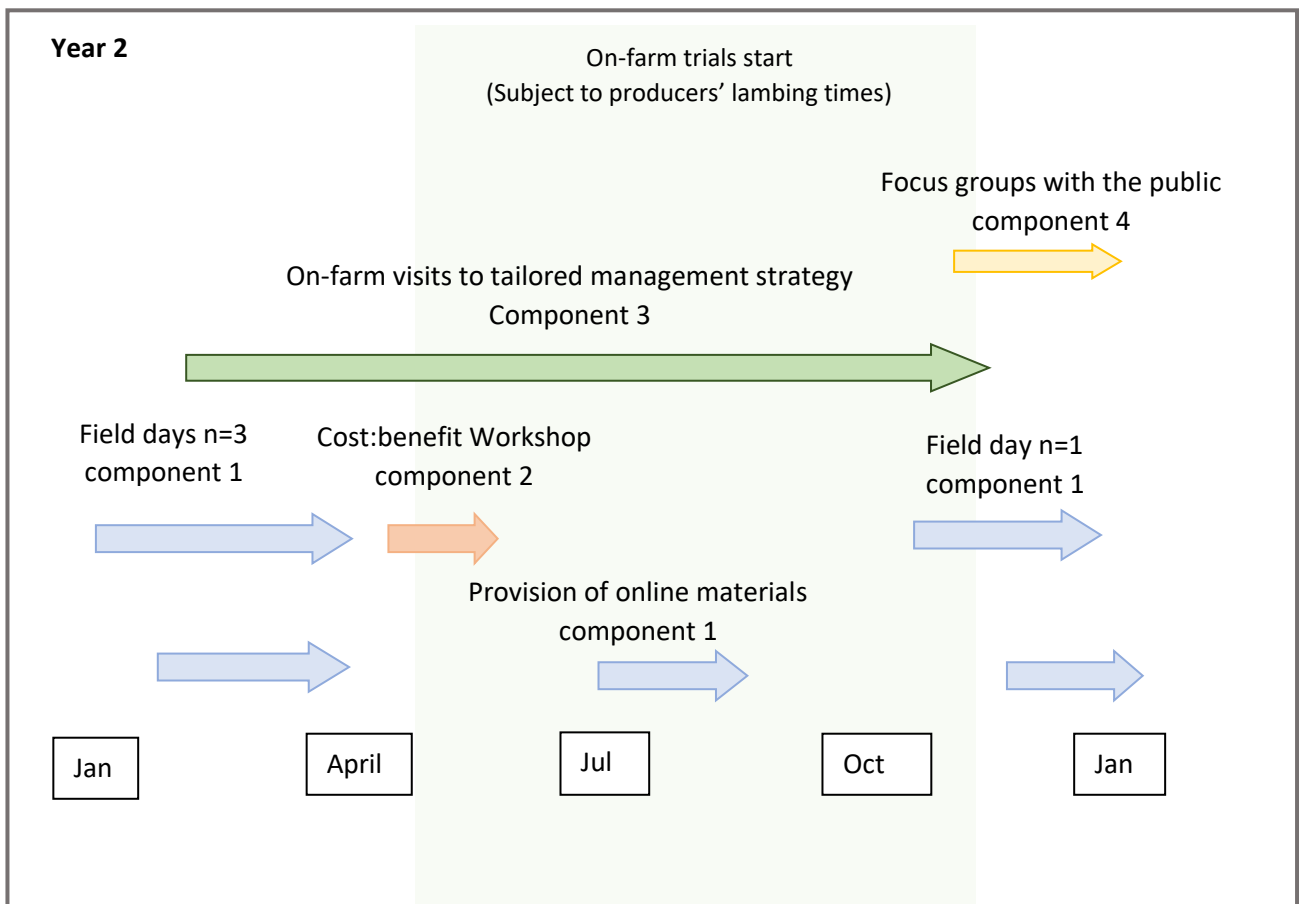 Year 2
On-farm trials start
(Subject to producers’ lambing times)
Focus groups with the public
component 4
On-farm visits to tailored management strategy
Component 3
Field days n=3
component 1
Cost:benefit Workshop
component 2
Field day n=1
component 1
Provision of online materials
component 1
Jan
April
Jul
Oct
Jan